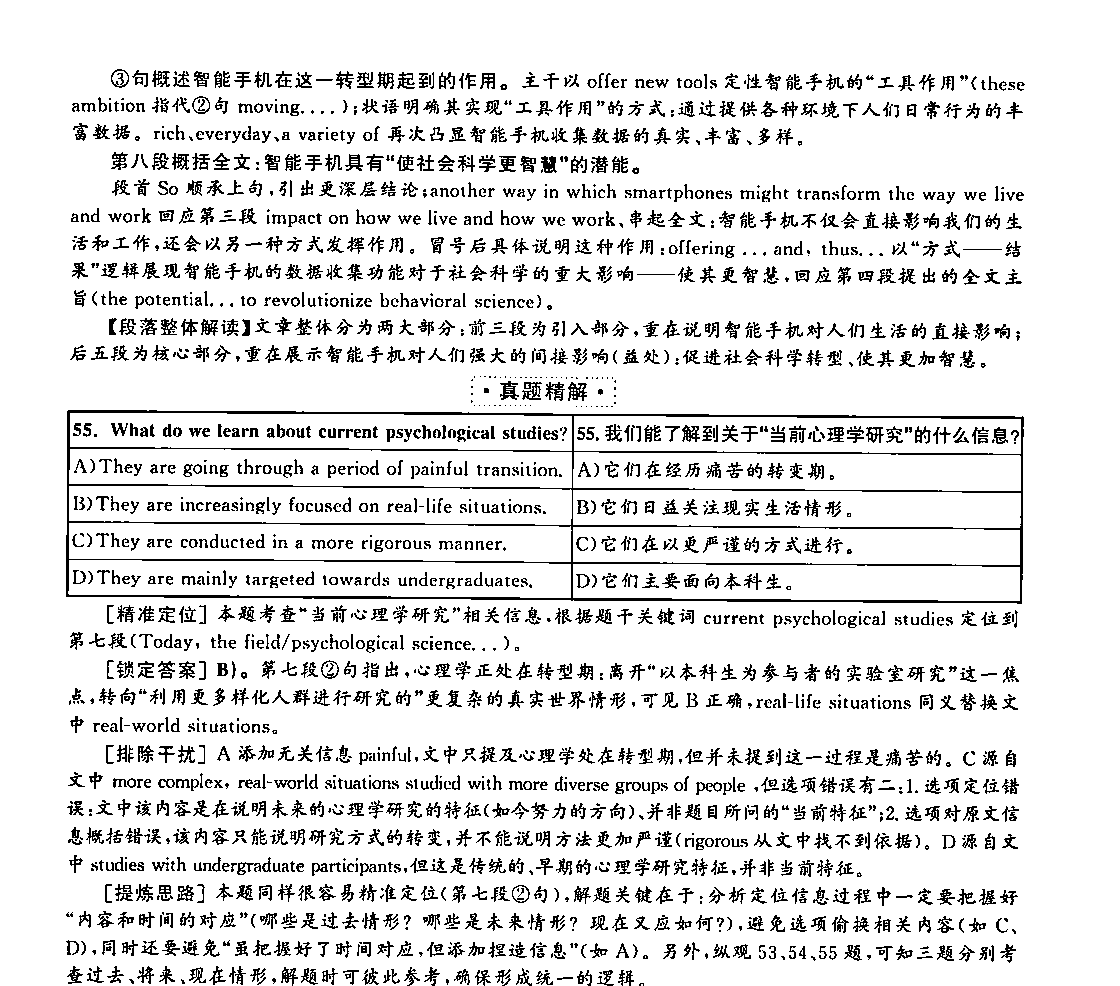 ③句概述智能手机在这一转型期起到的作用。主干以 offer new tools 定性智能手机的“工具作用”(these
ambition 指代②句 moving....);状语明确其实现“工具作用”的方式:通过提供各种环境下人们日常行为的丰
富数据。rich、everyday、a variety of 再次凸显智能手机收集数据的真实、丰富、多样。
第八段概括全文:智能手机具有“使社会科学更智慧”的潜能。
段首 So 顺承上句,引出更深层结论;another way in which smartphones might transform the way we live
and work 回应第三段 impact on how we live and how we work、串起全文:智能手机不仅会直接影响我们的生
活和工作,还会以另一种方式发挥作用。冒号后具体说明这种作用:offering ... and, thus... 以“方式——结
果”逻辑展现智能手机的数据收集功能对于社会科学的重大影响——使其更智慧,回应第四段提出的全文主
旨(the potential... to revolutionize behavioral science)。
【段落整体解读】文章整体分为两大部分:前三段为引入部分,重在说明智能手机对人们生活的直接影响;
后五段为核心部分,重在展示智能手机对人们强大的间接影响(益处):促进社会科学转型、使其更加智慧。
·真题精解·
55. What do we learn about current psychological studies? 55. 我们能了解到关于“当前心理学研究”的什么信息?
A)They are going through a period of painful transition. A)它们在经历痛苦的转变期。
B)They are increasingly focused on real-life situations. B)它们日益关注现实生活情形。
C)They are conducted in a more rigorous manner. C)它们在以更严谨的方式进行。
D)They are mainly targeted towards undergraduates. D)它们主要面向本科生。
[精准定位] 本题考查“当前心理学研究”相关信息,根据题干关键词 current psychological studies 定位到
第七段(Today, the field/psychological science...)。
[锁定答案] B)。第七段②句指出,心理学正处在转型期:离开“以本科生为参与者的实验室研究”这一焦
点,转向“利用更多样化人群进行研究的”更复杂的真实世界情形,可见 B 正确,real-life situations 同义替换文
中 real-world situations。
[排除干扰] A 添加无关信息 painful,文中只提及心理学处在转型期,但并未提到这一过程是痛苦的。C 源自
文中 more complex, real-world situations studied with more diverse groups of people ,但选项错误有二:1. 选项定位错
误:文中该内容是在说明未来的心理学研究的特征(如今努力的方向)、并非题目所问的“当前特征”;2. 选项对原文信
息概括错误,该内容只能说明研究方式的转变,并不能说明方法更加严谨(rigorous 从文中找不到依据)。D 源自文
中 studies with undergraduate participants,但这是传统的、早期的心理学研究特征,并非当前特征。
[提炼思路] 本题同样很容易精准定位(第七段②句),解题关键在于:分析定位信息过程中一定要把握好
“内容和时间的对应”(哪些是过去情形? 哪些是未来情形? 现在又应如何?),避免选项偷换相关内容(如 C、
D),同时还要避免“虽把握好了时间对应,但添加捏造信息”(如 A)。另外,纵观 53、54、55 题,可知三题分别考
查过去、将来、现在情形,解题时可彼此参考,确保形成统一的逻辑。